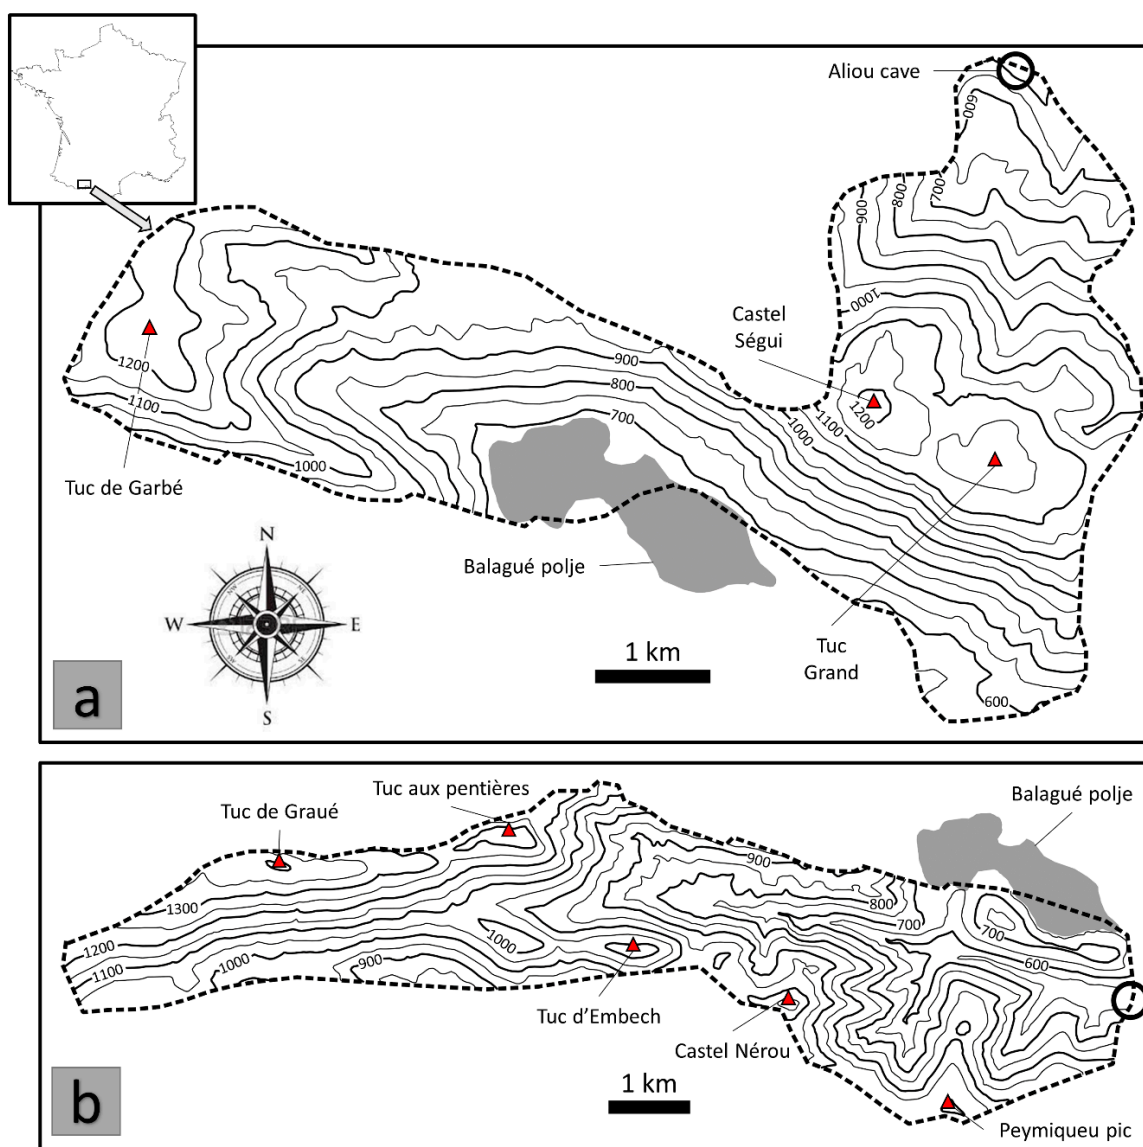 Aliou cave
600
700
800
900
1000
Castel
Ségui
1200
1100
1000
900
800
700
1200
1100
1000
Tuc de Garbé
Balagué polje
N
W
E
S
1 km
Tuc
Grand
600
a
Tuc aux pentières
Tuc de Graué
Balagué polje
900
800
700
700
600
1300
1200
1100
1000
900
1000
Tuc d'Embech
Castel Nérou
1 km
b
Peymiqueu pic